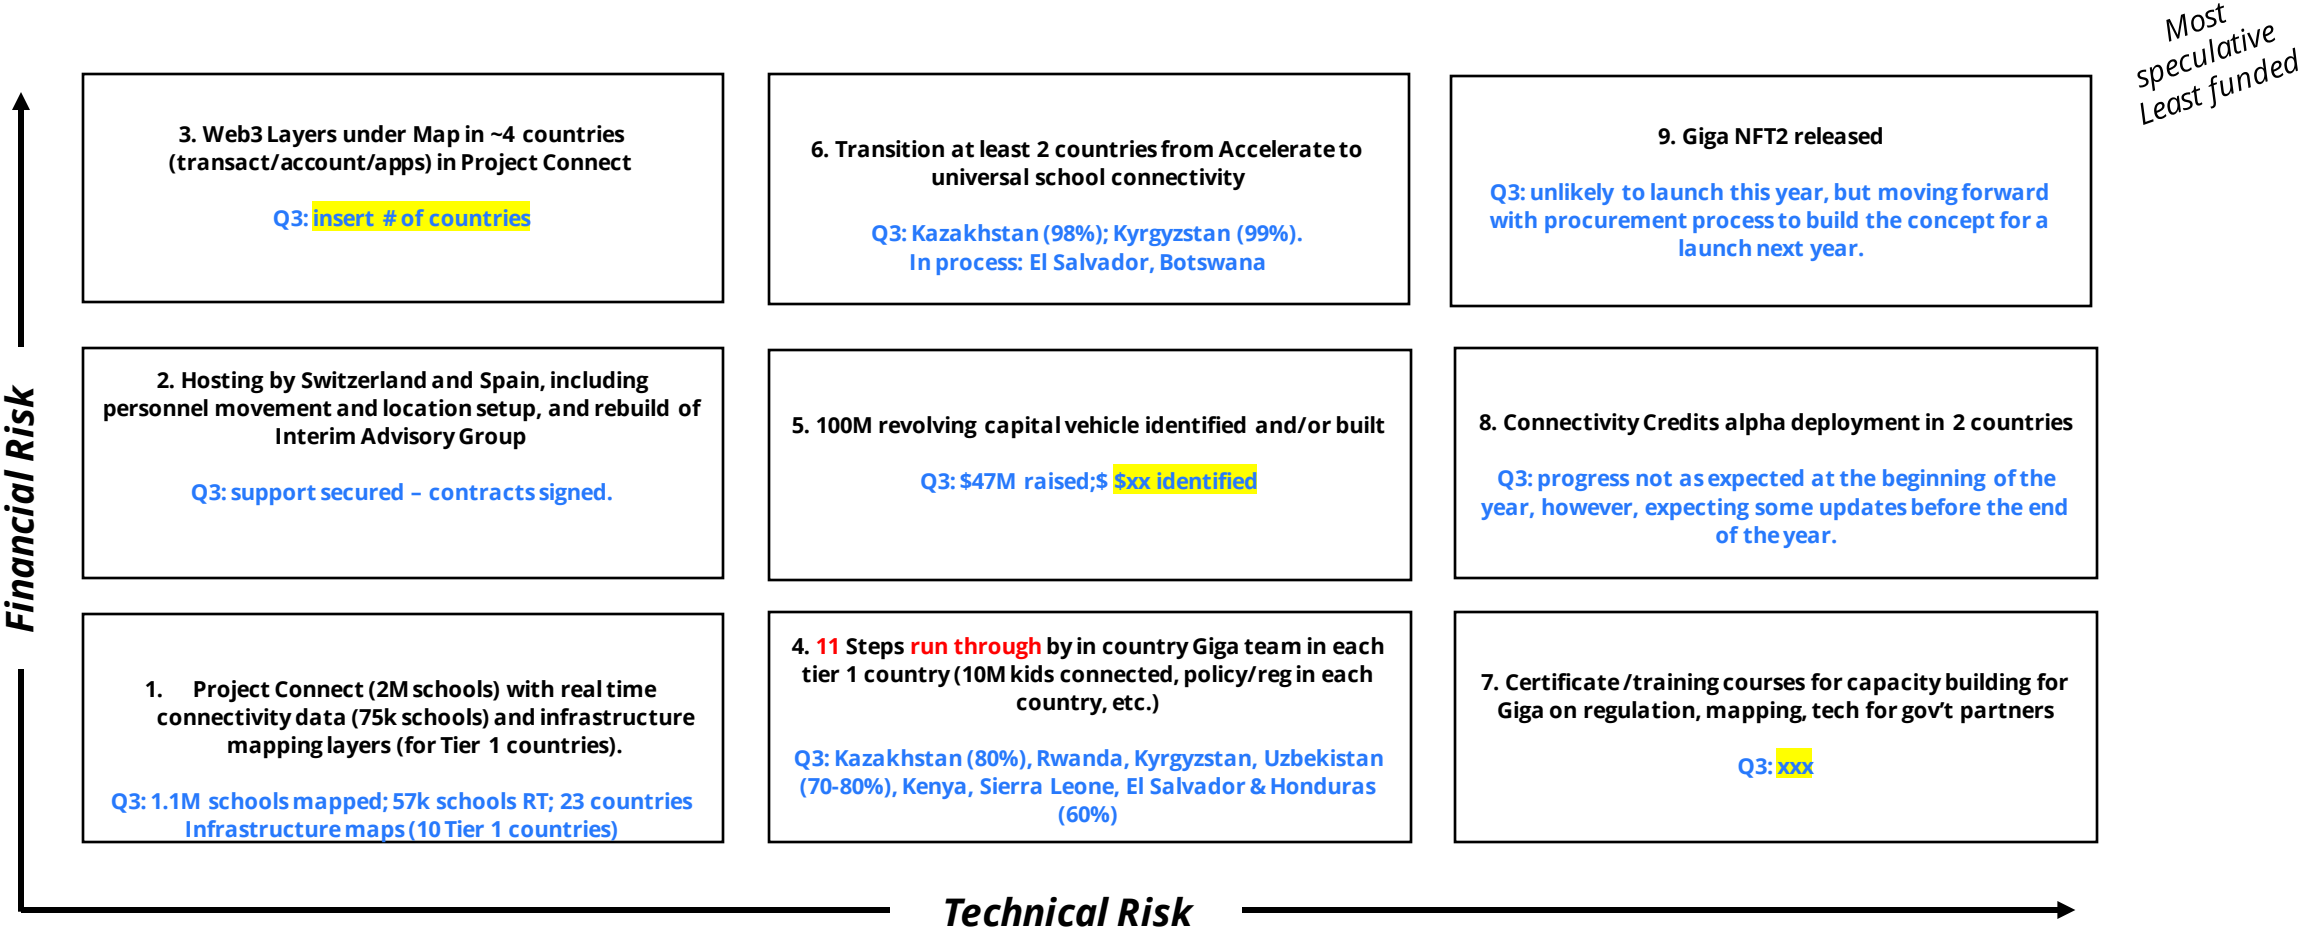 Most
speculative
Least funded
3. Web3 Layers under Map in ~4 countries
(transact/account/apps) in Project Connect
Q3: insert # of countries
6. Transition at least 2 countries from Accelerate to
universal school connectivity
Q3: Kazakhstan (98%); Kyrgyzstan (99%).
In process: El Salvador, Botswana
9. Giga NFT2 released
Q3: unlikely to launch this year, but moving forward
with procurement process to build the concept for a
launch next year.
Financial Risk
2. Hosting by Switzerland and Spain, including
personnel movement and location setup, and rebuild of
Interim Advisory Group
Q3: support secured – contracts signed.
5. 100M revolving capital vehicle identified and/or built
Q3: $47M raised;$ $xx identified
8. Connectivity Credits alpha deployment in 2 countries
Q3: progress not as expected at the beginning of the
year, however, expecting some updates before the end
of the year.
1. Project Connect (2M schools) with real time
connectivity data (75k schools) and infrastructure
mapping layers (for Tier 1 countries).
Q3: 1.1M schools mapped; 57k schools RT; 23 countries
Infrastructure maps (10 Tier 1 countries)
4. 11 Steps run through by in country Giga team in each
tier 1 country (10M kids connected, policy/reg in each
country, etc.)
Q3: Kazakhstan (80%), Rwanda, Kyrgyzstan, Uzbekistan
(70-80%), Kenya, Sierra Leone, El Salvador & Honduras
(60%)
7. Certificate /training courses for capacity building for
Giga on regulation, mapping, tech for gov’t partners
Q3: xxx
Technical Risk